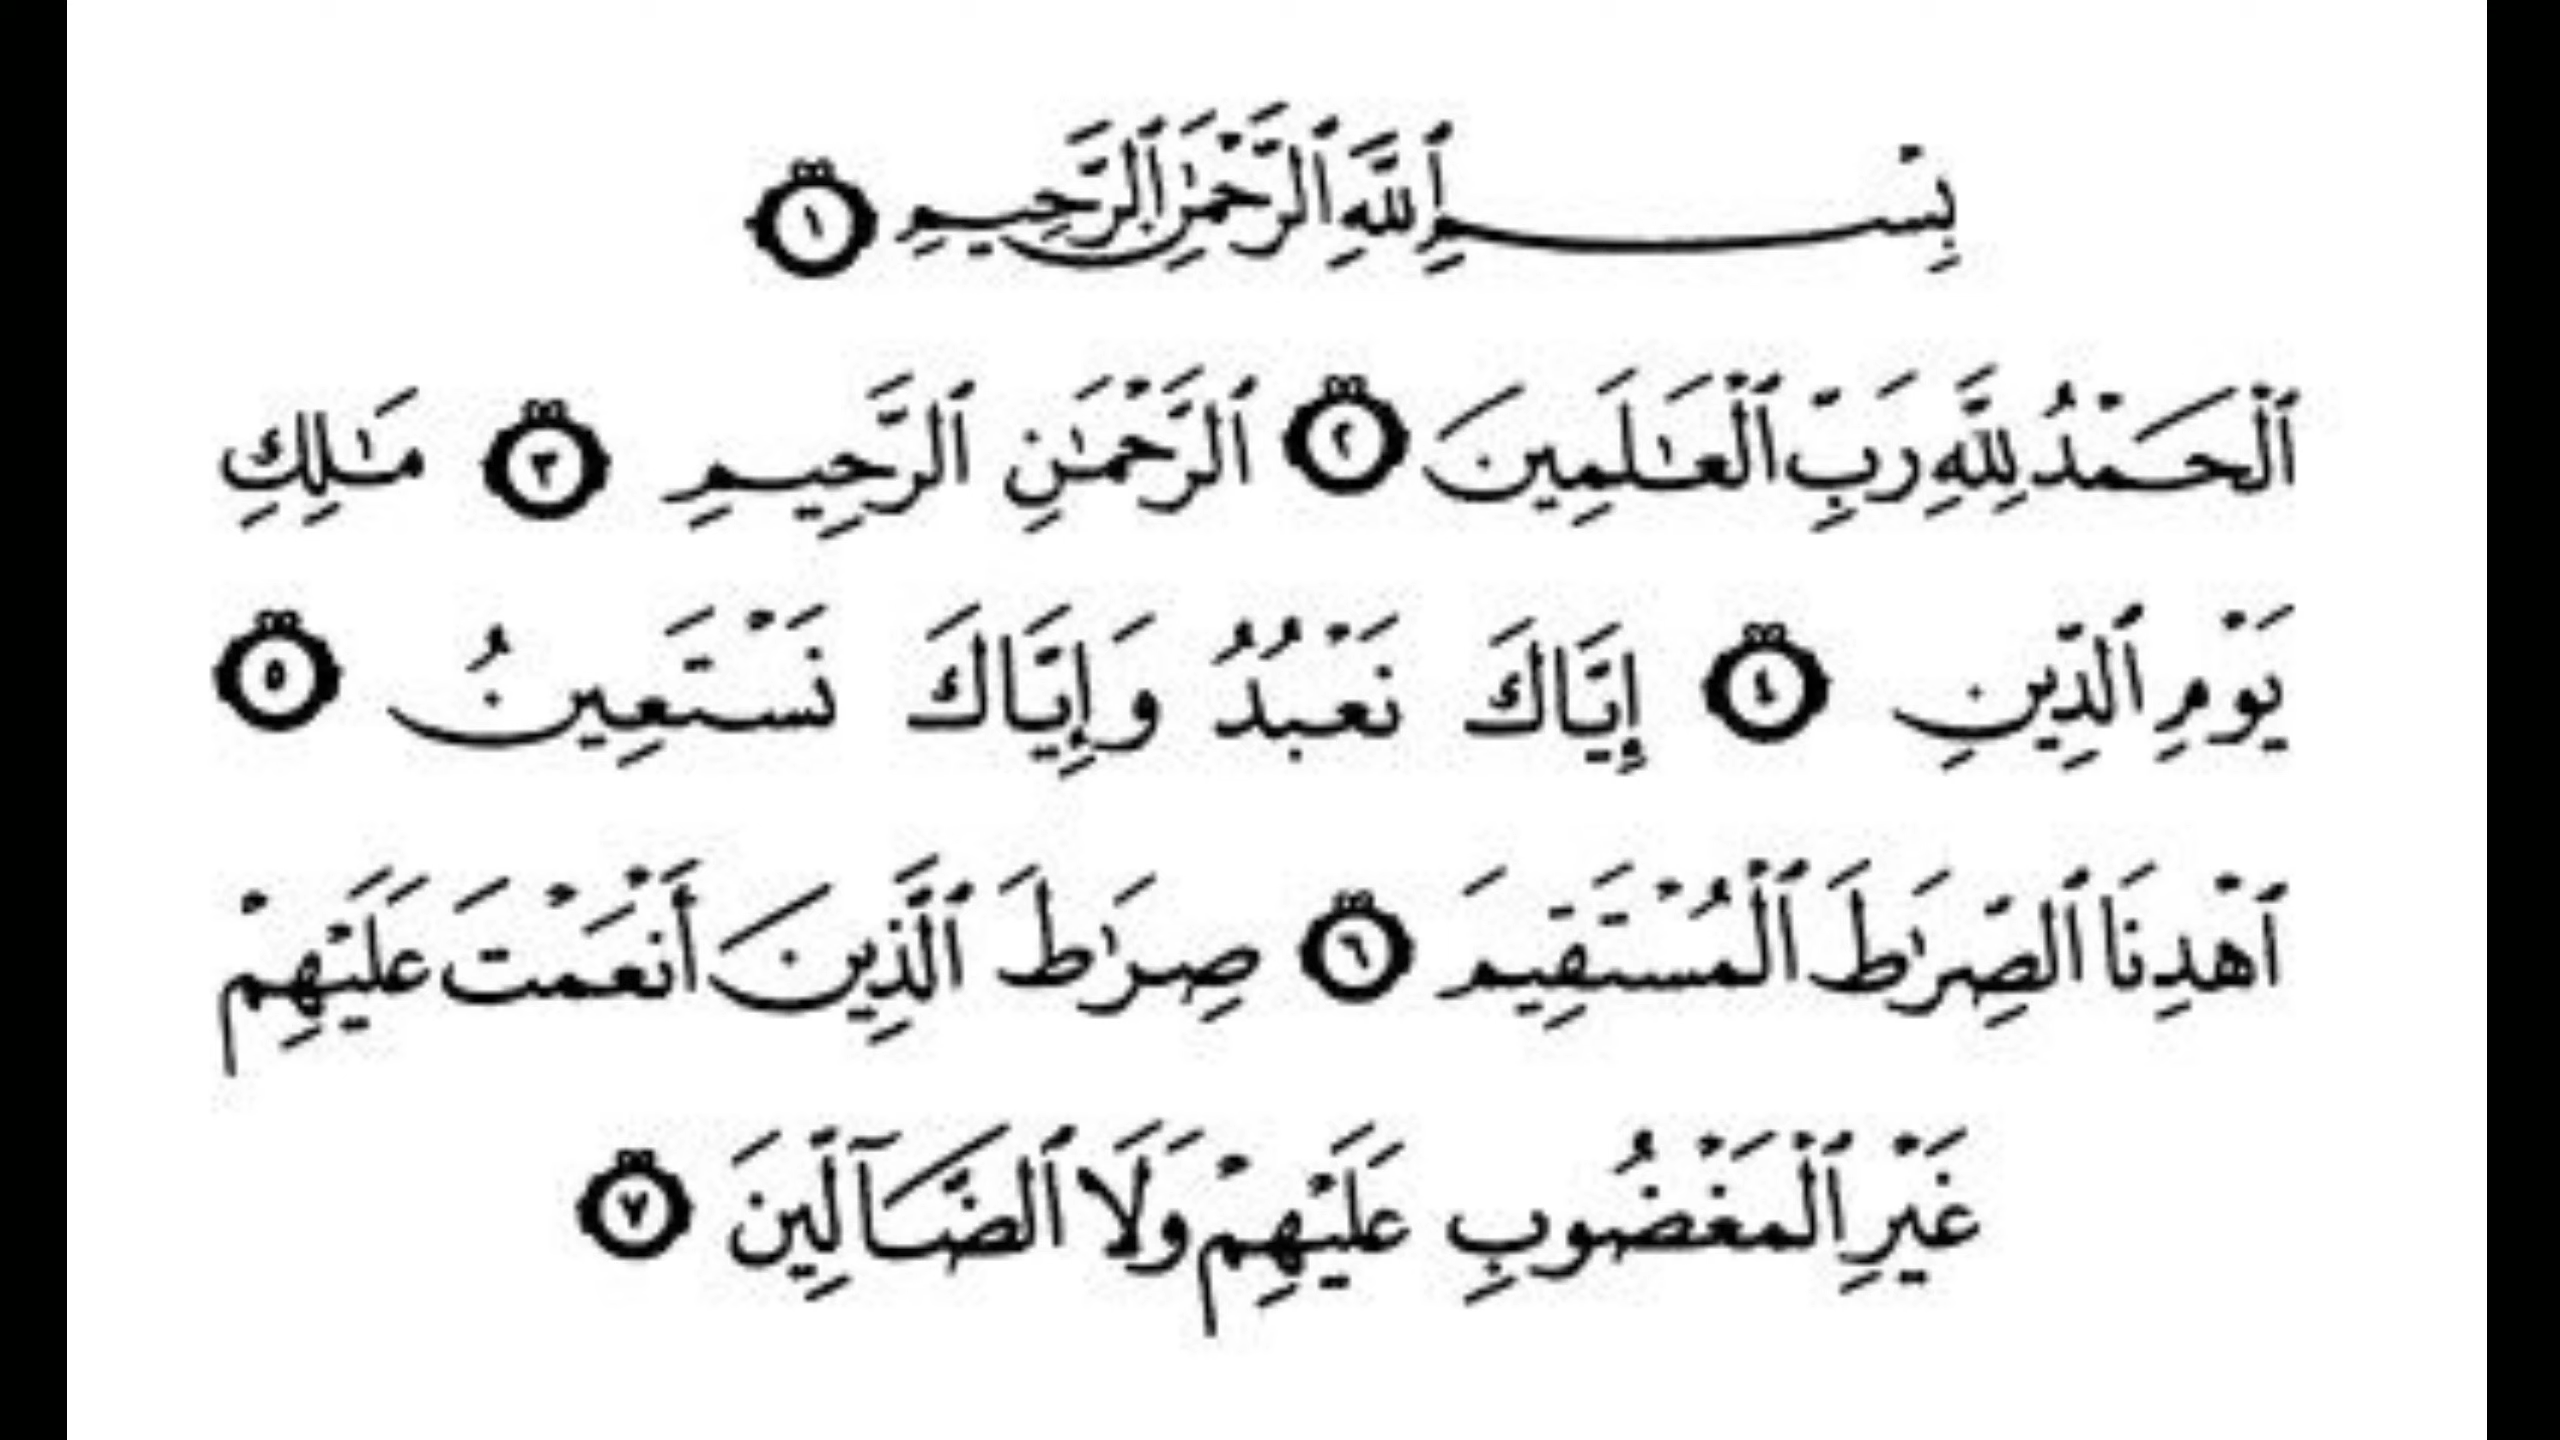 بِسْمِ ٱللَّهِ ٱلرَّحْمَٰنِ ٱلرَّحِيمِ ١
ٱلْحَمْدُ لِلَّهِ رَبِّ ٱلْعَٰلَمِينَ ٢ ٱلرَّحْمَٰنِ ٱلرَّحِيمِ ٣ مَٰلِكِ
يَوْمِ ٱلدِّينِ ٤ إِيَّاكَ نَعْبُدُ وَإِيَّاكَ نَسْتَعِينُ ٥
ٱهْدِنَا ٱلصِّرَٰطَ ٱلْمُسْتَقِيمَ ٦ صِرَٰطَ ٱلَّذِينَ أَنْعَمْتَ عَلَيْهِمْ
غَيْرِ ٱلْمَغْضُوبِ عَلَيْهِمْ وَلَا ٱلضَّآلِّينَ ٧